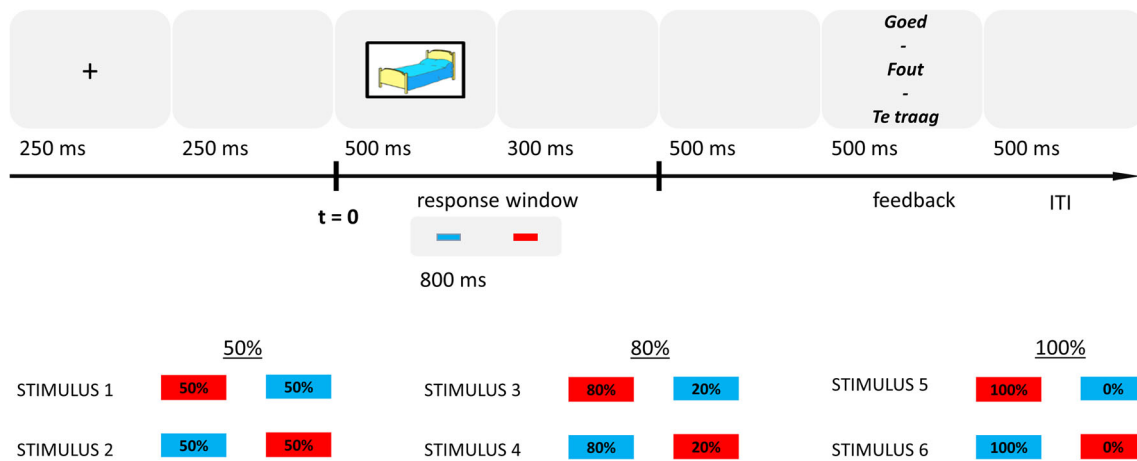 +
Goed
-
Fout
-
Te traag
250 ms 250 ms 500 ms 300 ms 500 ms 500 ms 500 ms
t = 0 response window feedback ITI
800 ms
50% 80% 100%
STIMULUS 1 50% 50% STIMULUS 3 80% 20% STIMULUS 5 100% 0%
STIMULUS 2 50% 50% STIMULUS 4 80% 20% STIMULUS 6 100% 0%